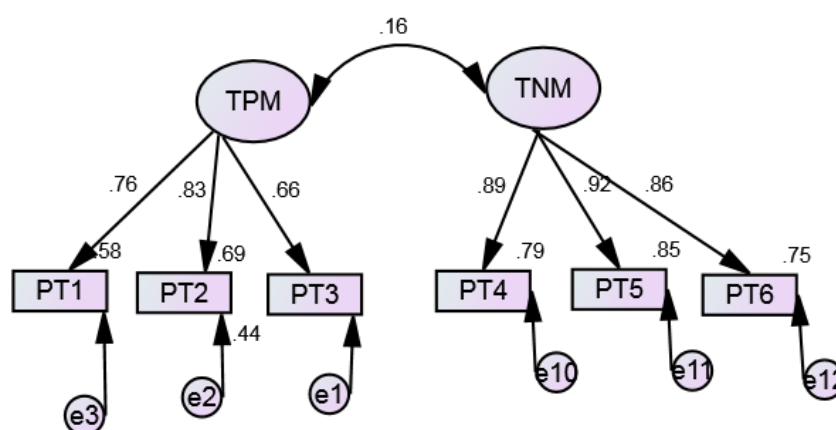 .16
TPM
TNM
.76
.83
.66
.89
.92
.86
.58
.69
.79
.85
.75
PT1
PT2
PT3
PT4
PT5
PT6
.44
e3
e2
e1
e10
e11
e12